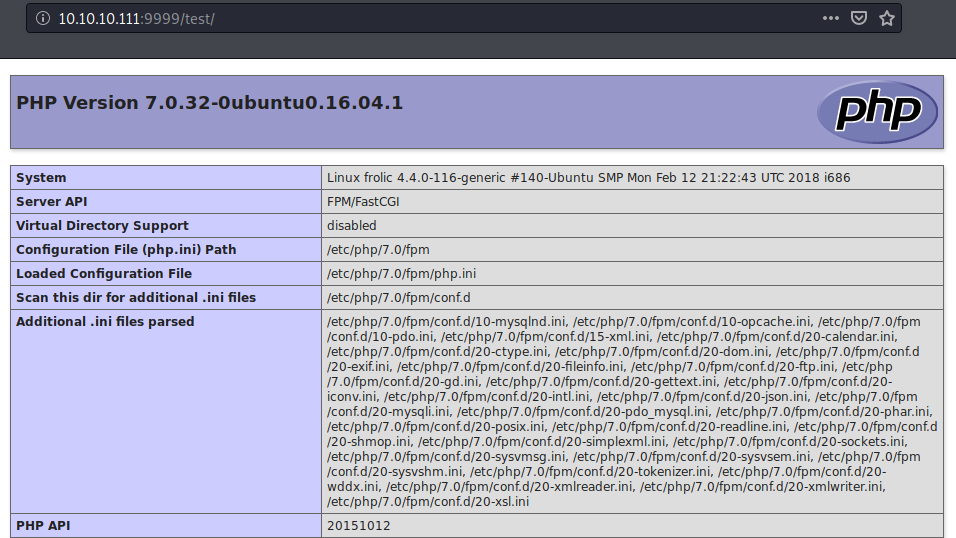 10.10.10.111:9999/test/
PHP Version 7.0.32-0ubuntu0.16.04.1
php
System Linux frolic 4.4.0-116-generic #140-Ubuntu SMP Mon Feb 12 21:22:43 UTC 2018 i686
Server API FPM/FastCGI
Virtual Directory Support disabled
Configuration File (php.ini) Path /etc/php/7.0/fpm
Loaded Configuration File /etc/php/7.0/fpm/php.ini
Scan this dir for additional .ini files /etc/php/7.0/fpm/conf.d
Additional .ini files parsed /etc/php/7.0/fpm/conf.d/10-mysqlnd.ini, /etc/php/7.0/fpm/conf.d/10-opcache.ini, /etc/php/7.0/fpm
/conf.d/10-pdo.ini, /etc/php/7.0/fpm/conf.d/15-xml.ini, /etc/php/7.0/fpm/conf.d/20-calendar.ini,
/etc/php/7.0/fpm/conf.d/20-ctype.ini, /etc/php/7.0/fpm/conf.d/20-dom.ini, /etc/php/7.0/fpm/conf.d
/20-exif.ini, /etc/php/7.0/fpm/conf.d/20-fileinfo.ini, /etc/php/7.0/fpm/conf.d/20-ftp.ini, /etc/php
/7.0/fpm/conf.d/20-gd.ini, /etc/php/7.0/fpm/conf.d/20-gettext.ini, /etc/php/7.0/fpm/conf.d/20-
iconv.ini, /etc/php/7.0/fpm/conf.d/20-intl.ini, /etc/php/7.0/fpm/conf.d/20-json.ini, /etc/php/7.0/fpm
/conf.d/20-mysqli.ini, /etc/php/7.0/fpm/conf.d/20-pdo_mysql.ini, /etc/php/7.0/fpm/conf.d/20-phar.ini,
/etc/php/7.0/fpm/conf.d/20-posix.ini, /etc/php/7.0/fpm/conf.d/20-readline.ini, /etc/php/7.0/fpm/conf.d
/20-shmop.ini, /etc/php/7.0/fpm/conf.d/20-simplexml.ini, /etc/php/7.0/fpm/conf.d/20-sockets.ini,
/etc/php/7.0/fpm/conf.d/20-sysvmsg.ini, /etc/php/7.0/fpm/conf.d/20-sysvsem.ini, /etc/php/7.0/fpm
/conf.d/20-sysvshm.ini, /etc/php/7.0/fpm/conf.d/20-tokenizer.ini, /etc/php/7.0/fpm/conf.d/20-
wddx.ini, /etc/php/7.0/fpm/conf.d/20-xmlreader.ini, /etc/php/7.0/fpm/conf.d/20-xmlwriter.ini,
/etc/php/7.0/fpm/conf.d/20-xsl.ini
PHP API 20151012